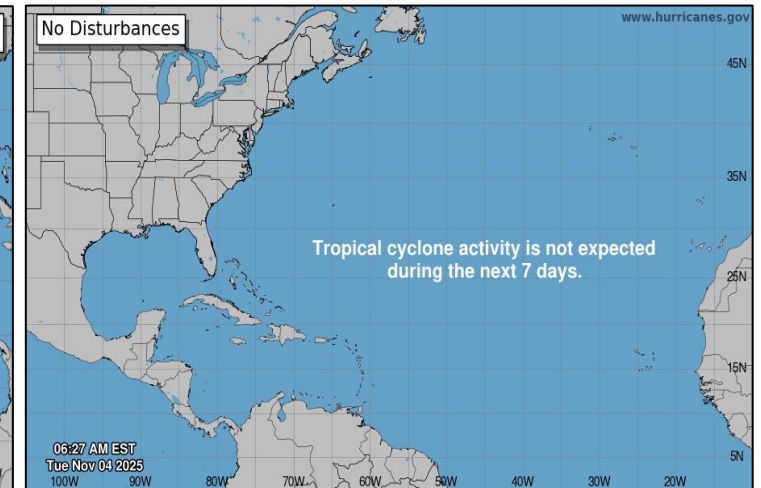 No Disturbances
www.hurricanes.gov
45N
35N
Tropical cyclone activity is not expected
during the next 7 days.
25N
15N
06:27 AM EST
Tue Nov 04 2025
5N
100W 90W 80W 70W 60W 50W 40W 30W 20W